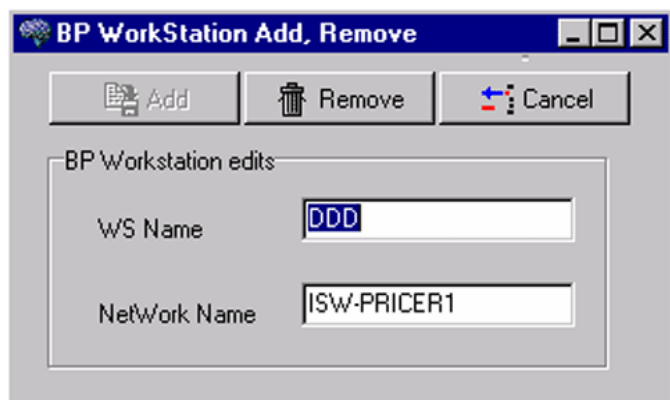 BP WorkStation Add, Remove
Add Remove Cancel
BP Workstation edits
WS Name DDD
NetWork Name ISW-PRICER1